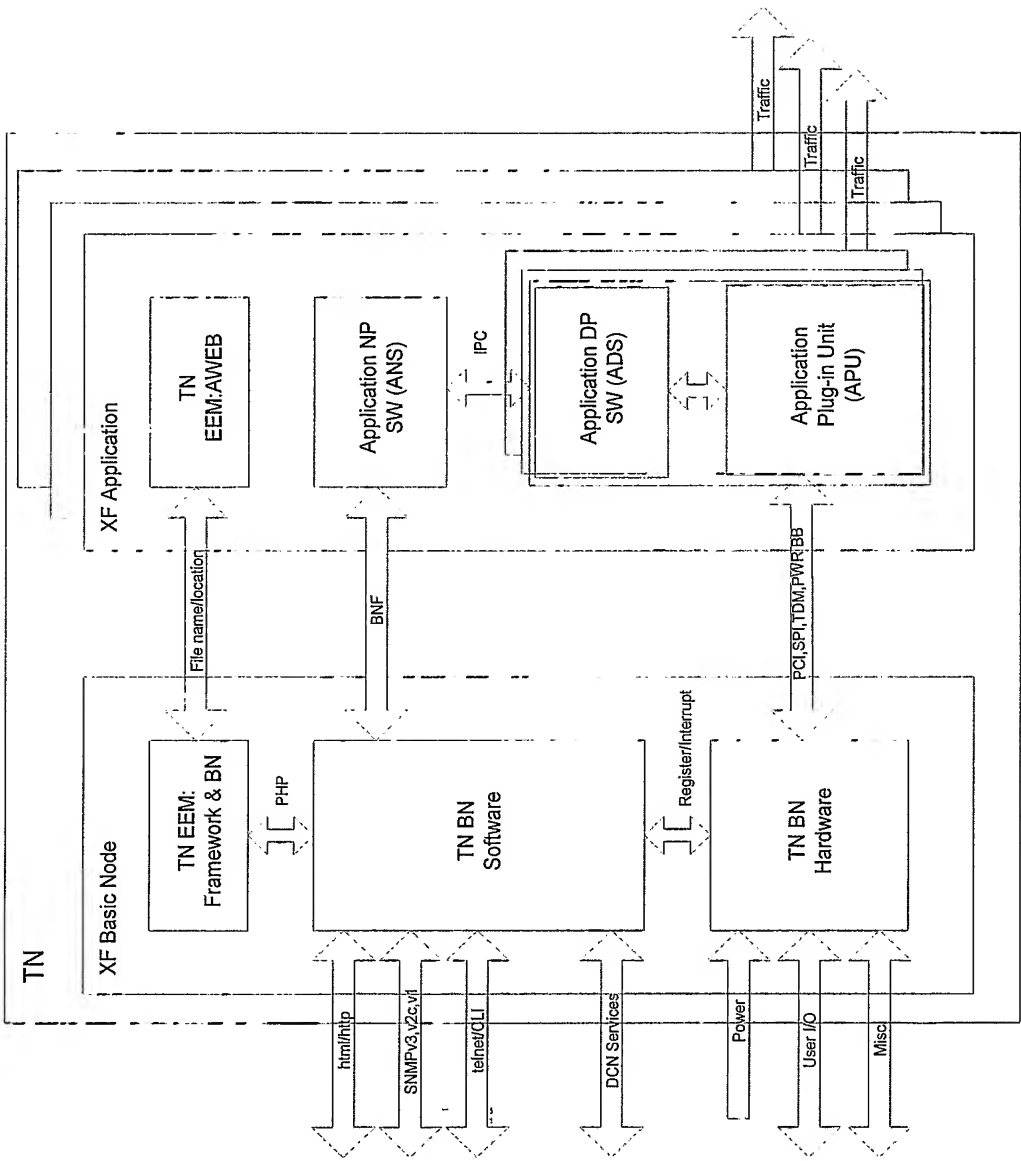 TN
XF Basic Node
TN EEM:
Framework & BN
PHP
TN BN
Software
Register/Interrupt
TN BN
Hardware
html/http
SNMPv3,v2c,v1
telnet/CLI
DCN Services
Power
User I/O
Misc.
File name/location
BNF
PCI,SPI,TDM,PWR BB
XF Application
TN
EEM:AWEB
Application NP
SW (ANS)
IPC
Application DP
SW (ADS)
Application
Plug-in Unit
(APU)
Traffic
Traffic
Traffic